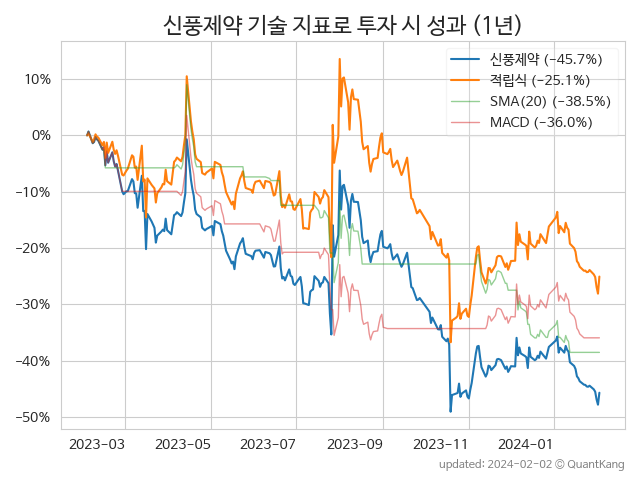 신풍제약 기술 지표로 투자 시 성과 (1년)
신풍제약 (−45.7%)
적립식 (−25.1%)
SMA(20) (−38.5%)
MACD (−36.0%)
10%
0%
−10%
−20%
−30%
−40%
−50%
2023-03 2023-05 2023-07 2023-09 2023-11 2024-01
updated: 2024-02-02 © QuantKang